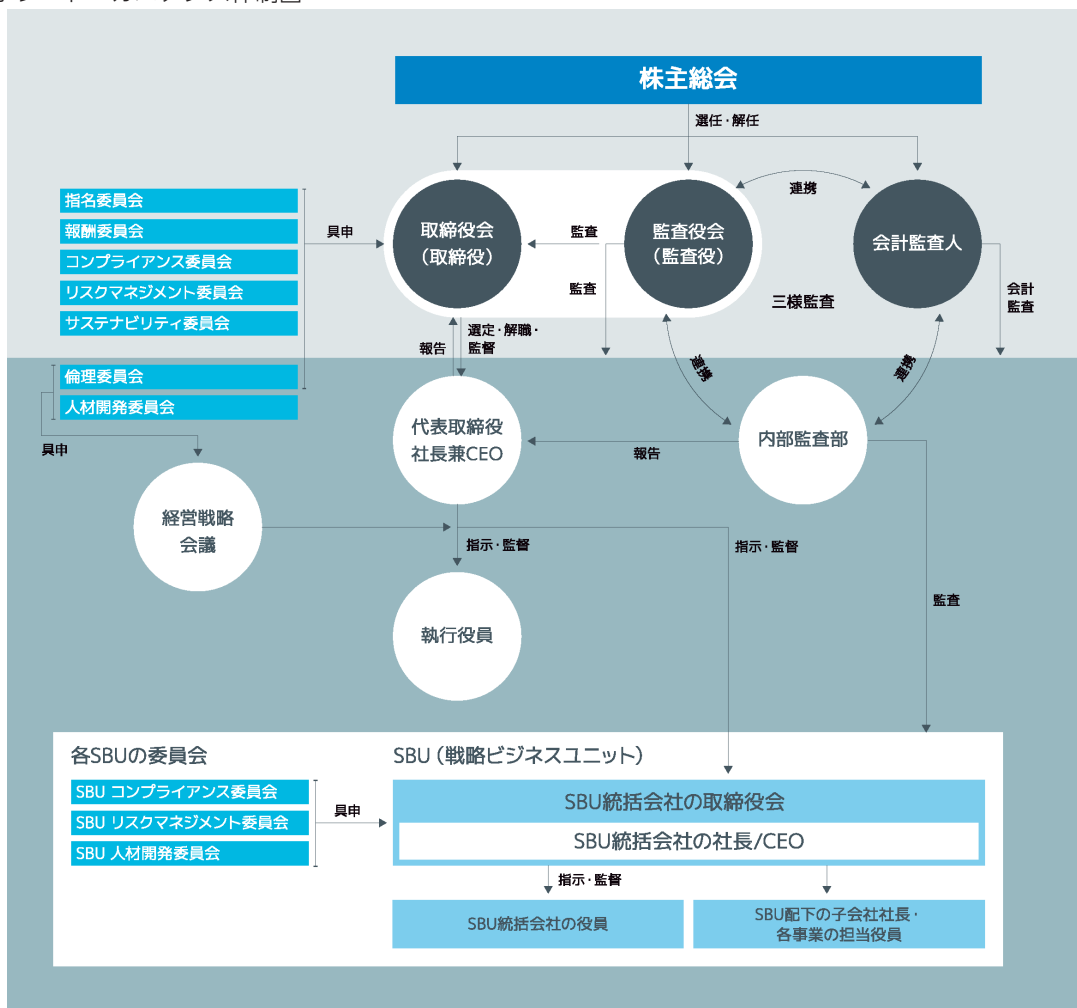 株主総会
選任・解任
指名委員会
報酬委員会
コンプライアンス委員会
リスクマネジメント委員会
サステナビリティ委員会
具申
取締役会
(取締役)
監査
監査役会
(監査役)
連携
会計監査人
監査
三様監査
会計
監査
選定・解職・
監督
報告
連携
連携
倫理委員会
人材開発委員会
具申
代表取締役
社長兼CEO
報告
内部監査部
経営戦略
会議
指示・監督
指示・監督
監査
執行役員
各SBUの委員会
SBU(戦略ビジネスユニット)
SBU コンプライアンス委員会
SBU リスクマネジメント委員会
SBU 人材開発委員会
具申
SBU統括会社の取締役会
SBU統括会社の社長/CEO
指示・監督
SBU統括会社の役員
SBU配下の子会社社長・
各事業の担当役員